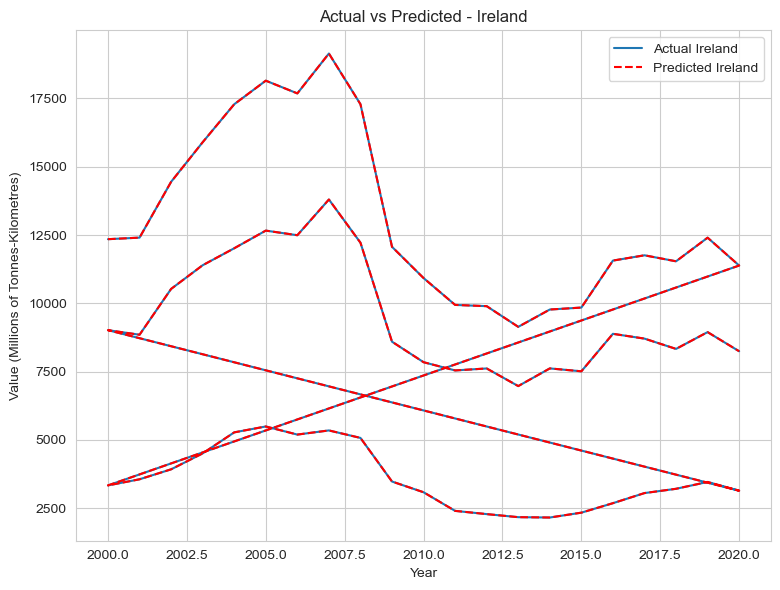 Actual vs Predicted - Ireland
Actual Ireland
Predicted Ireland
Value (Millions of Tonnes-Kilometres)
17500
15000
12500
10000
7500
5000
2500
2000.0 2002.5 2005.0 2007.5 2010.0 2012.5 2015.0 2017.5 2020.0
Year